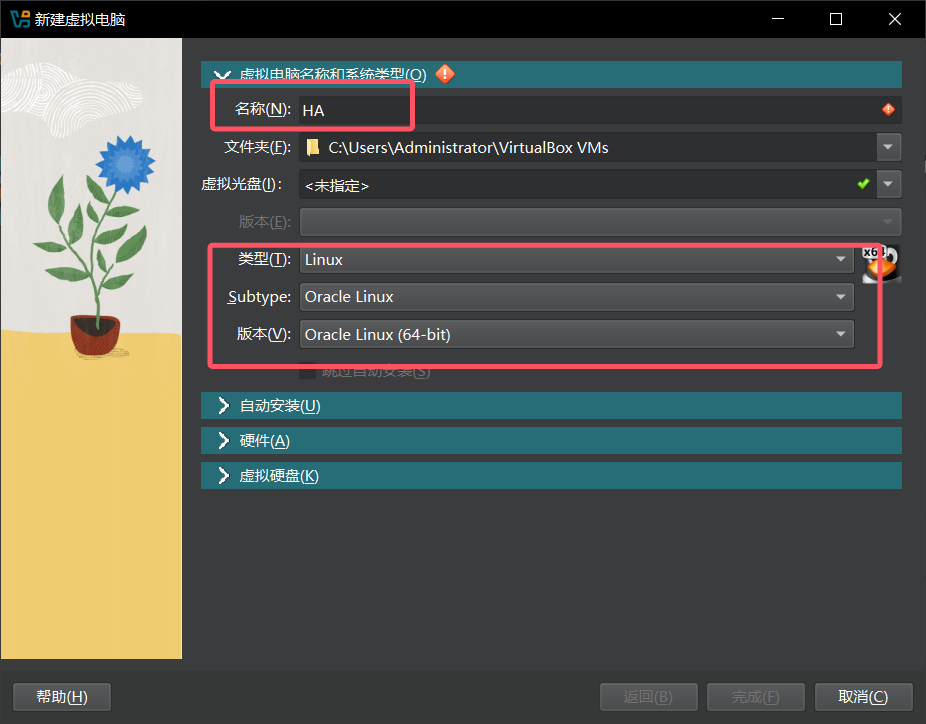 新建虚拟电脑
虚拟电脑名称和系统类型(O)
名称(N): HA
文件夹(F): C:\Users\Administrator\VirtualBox VMs
虚拟光盘(I): <未指定>
版本(E):
类型(T): Linux
x64
Subtype: Oracle Linux
版本(V): Oracle Linux (64-bit)
跳过自动安装(S)
自动安装(U)
硬件(A)
虚拟硬盘(K)
帮助(H) 返回(B) 完成(F) 取消(C)